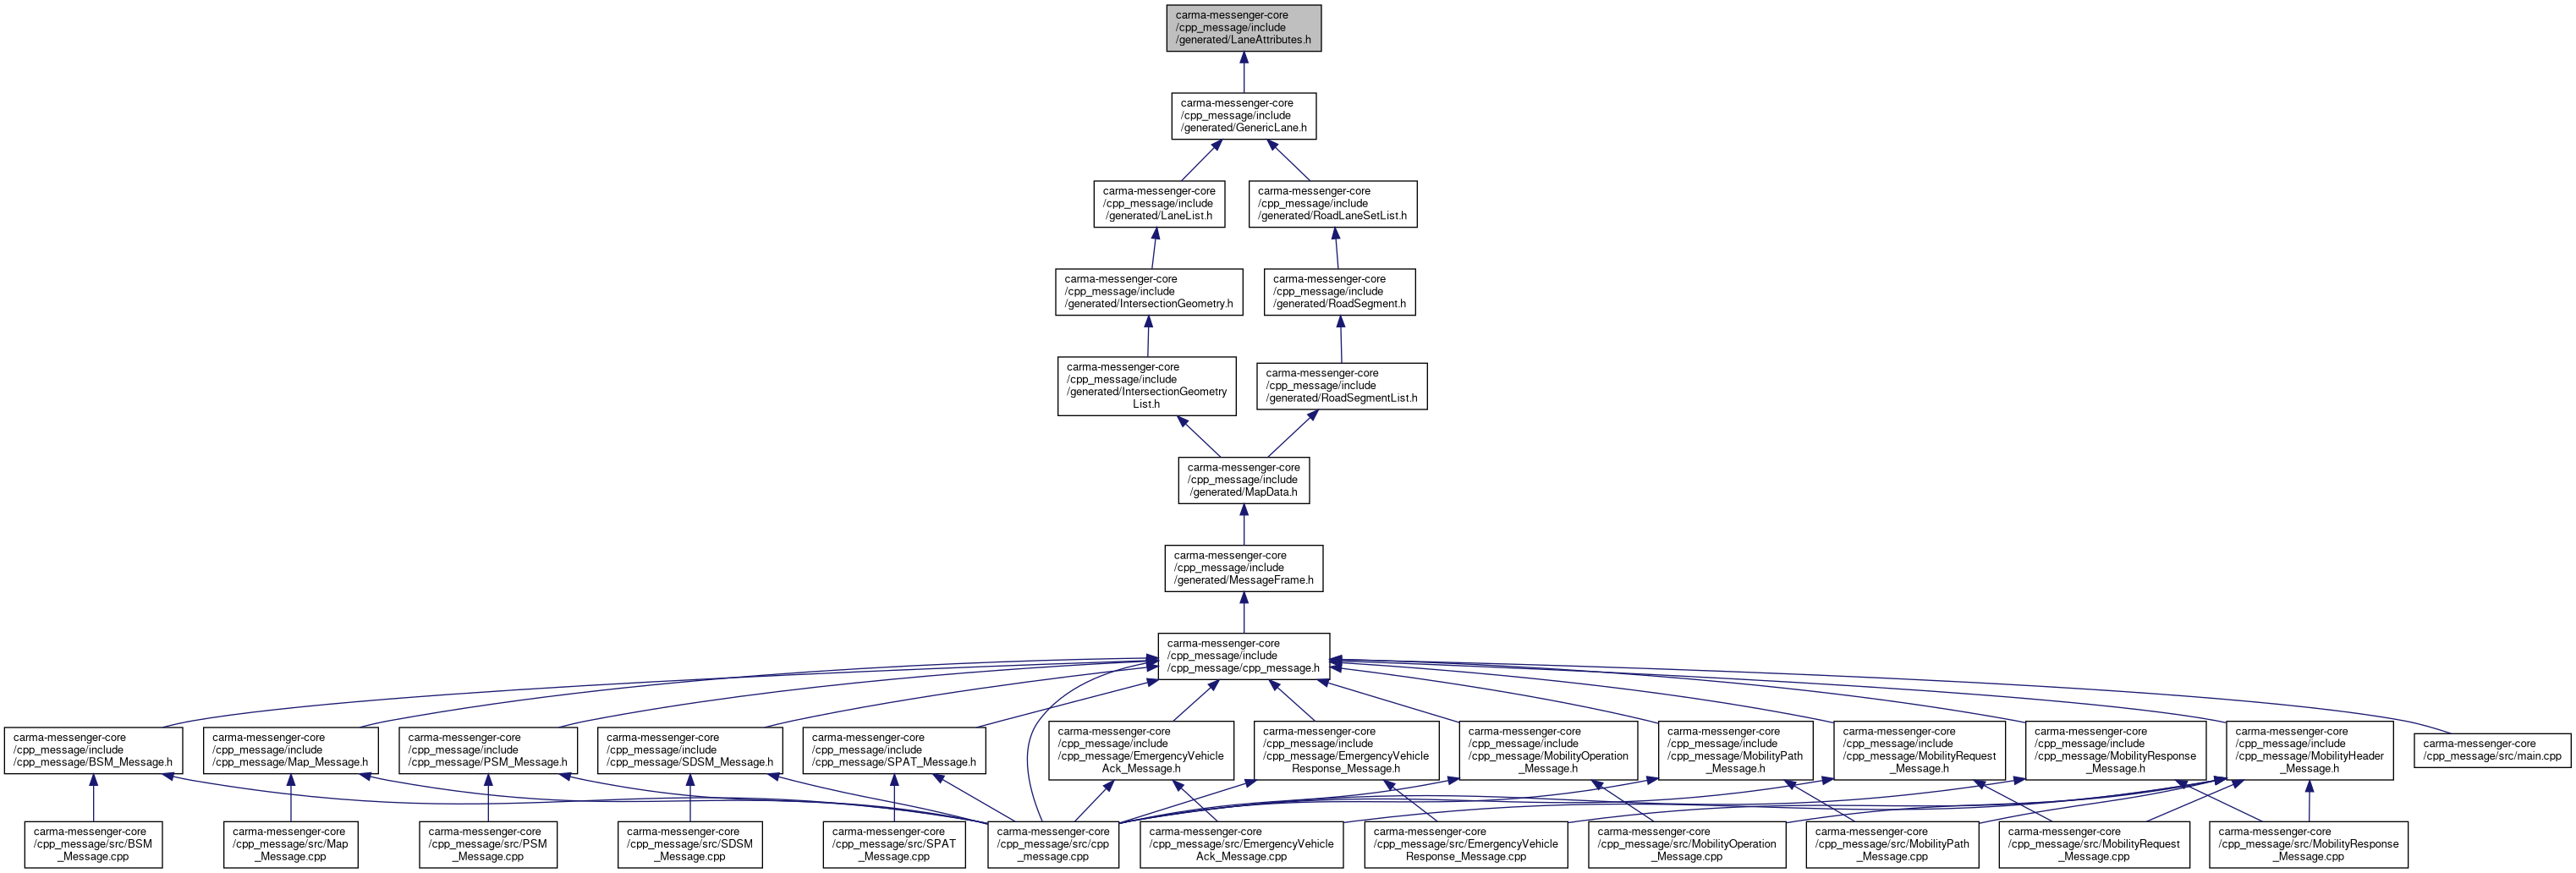 carma-messenger-core
/cpp_message/include
/generated/LaneAttributes.h
carma-messenger-core
/cpp_message/include
/generated/GenericLane.h
carma-messenger-core
/cpp_message/include
/generated/LaneList.h
carma-messenger-core
/cpp_message/include
/generated/RoadLaneSetList.h
carma-messenger-core
/cpp_message/include
/generated/IntersectionGeometry.h
carma-messenger-core
/cpp_message/include
/generated/RoadSegment.h
carma-messenger-core
/cpp_message/include
/generated/IntersectionGeometry
List.h
carma-messenger-core
/cpp_message/include
/generated/RoadSegmentList.h
carma-messenger-core
/cpp_message/include
/generated/MapData.h
carma-messenger-core
/cpp_message/include
/generated/MessageFrame.h
carma-messenger-core
/cpp_message/include
/cpp_message/cpp_message.h
carma-messenger-core
/cpp_message/include
/cpp_message/BSM_Message.h
carma-messenger-core
/cpp_message/include
/cpp_message/Map_Message.h
carma-messenger-core
/cpp_message/include
/cpp_message/PSM_Message.h
carma-messenger-core
/cpp_message/include
/cpp_message/SDSM_Message.h
carma-messenger-core
/cpp_message/include
/cpp_message/SPAT_Message.h
carma-messenger-core
/cpp_message/include
/cpp_message/EmergencyVehicle
Ack_Message.h
carma-messenger-core
/cpp_message/include
/cpp_message/EmergencyVehicle
Response_Message.h
carma-messenger-core
/cpp_message/include
/cpp_message/MobilityOperation
_Message.h
carma-messenger-core
/cpp_message/include
/cpp_message/MobilityPath
_Message.h
carma-messenger-core
/cpp_message/include
/cpp_message/MobilityRequest
_Message.h
carma-messenger-core
/cpp_message/include
/cpp_message/MobilityResponse
_Message.h
carma-messenger-core
/cpp_message/include
/cpp_message/MobilityHeader
_Message.h
carma-messenger-core
/cpp_message/src/main.cpp
carma-messenger-core
/cpp_message/src/BSM
_Message.cpp
carma-messenger-core
/cpp_message/src/Map
_Message.cpp
carma-messenger-core
/cpp_message/src/PSM
_Message.cpp
carma-messenger-core
/cpp_message/src/SDSM
_Message.cpp
carma-messenger-core
/cpp_message/src/SPAT
_Message.cpp
carma-messenger-core
/cpp_message/src/cpp
_message.cpp
carma-messenger-core
/cpp_message/src/EmergencyVehicle
Ack_Message.cpp
carma-messenger-core
/cpp_message/src/EmergencyVehicle
Response_Message.cpp
carma-messenger-core
/cpp_message/src/MobilityOperation
_Message.cpp
carma-messenger-core
/cpp_message/src/MobilityPath
_Message.cpp
carma-messenger-core
/cpp_message/src/MobilityRequest
_Message.cpp
carma-messenger-core
/cpp_message/src/MobilityResponse
_Message.cpp